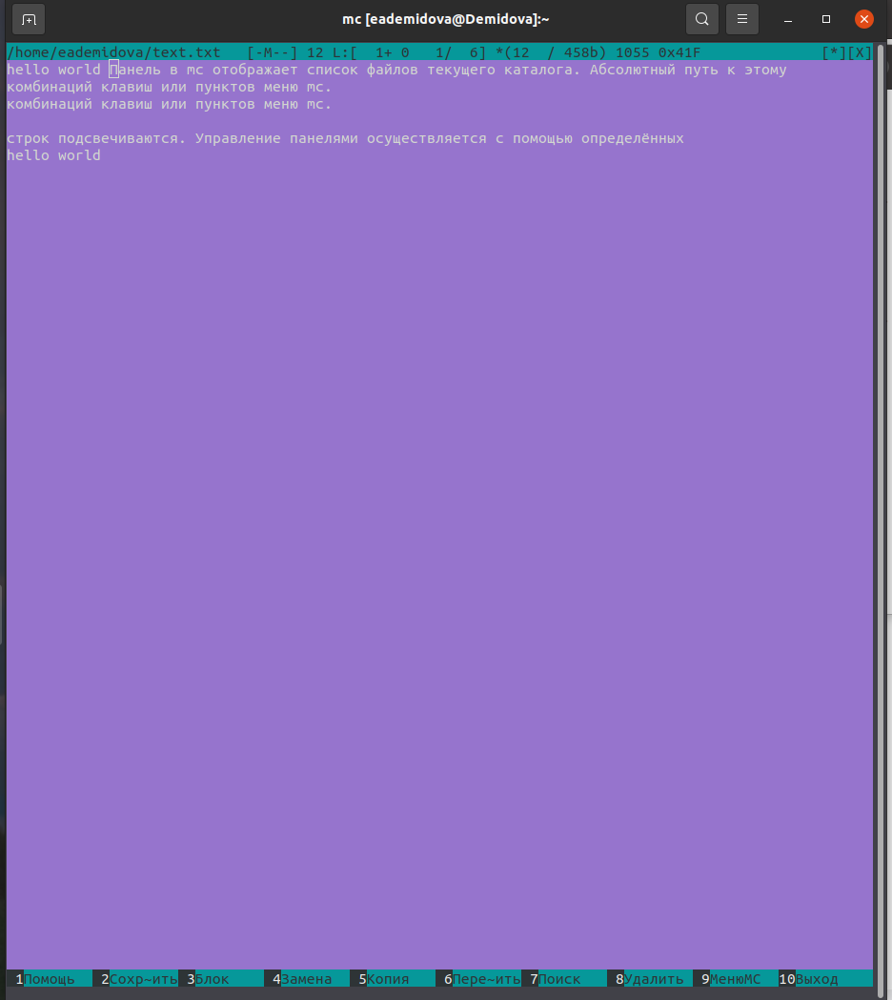 mc [eademidova@Demidova]:~
/home/eademidova/text.txt   [-M--] 12 L:[  1+ 0   1/  6] *(12  / 458b) 1055 0x41F   [*][X]
hello world Панель в mc отображает список файлов текущего каталога. Абсолютный путь к этому
комбинаций клавиш или пунктов меню mc.
комбинаций клавиш или пунктов меню mc.
строк подсвечиваются. Управление панелями осуществляется с помощью определённых
hello world
1Помощь 2Сохр~ить 3Блок 4Замена 5Копия 6Пере~ить 7Поиск 8Удалить 9МенюMC 10Выход